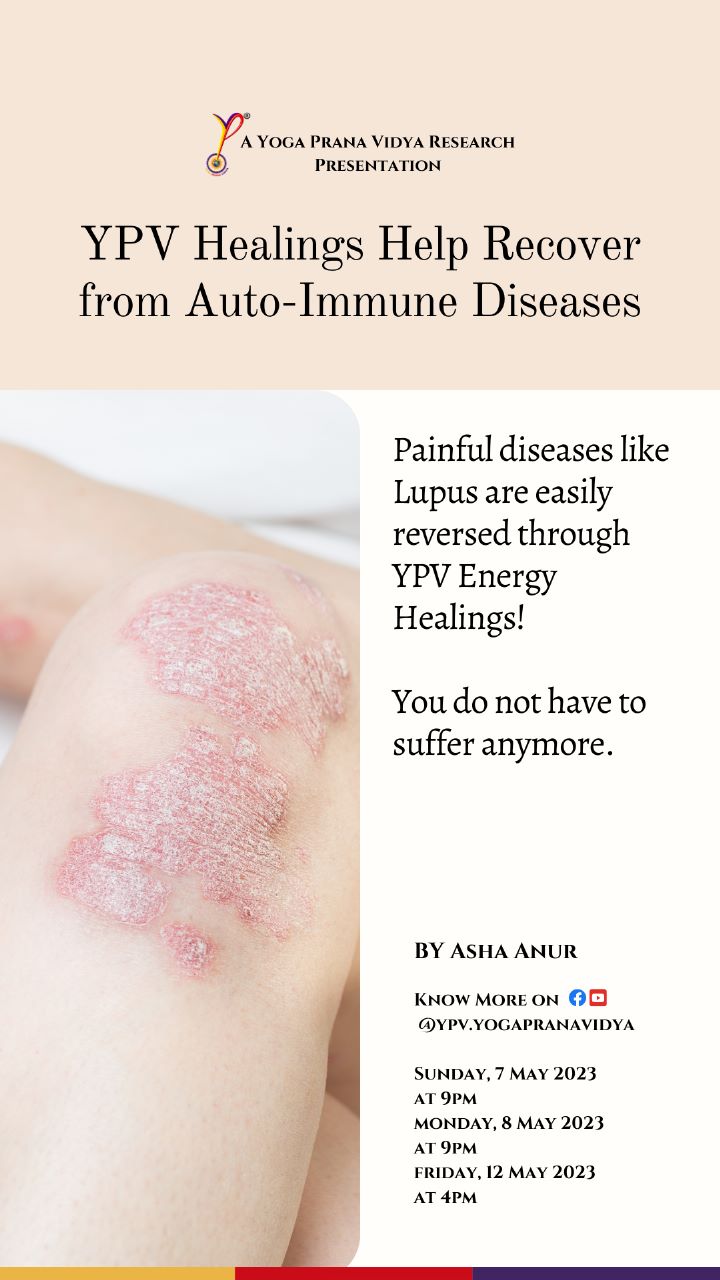 A Yoga Prana Vidya Research
Presentation
YPV Healings Help Recover
from Auto-Immune Diseases
Painful diseases like
Lupus are easily
reversed through
YPV Energy
Healings!
You do not have to
suffer anymore.
BY Asha Anur
Know More on
@ypv.yogapranavidya
Sunday, 7 May 2023
at 9pm
monday, 8 May 2023
at 9pm
friday, 12 May 2023
at 4pm